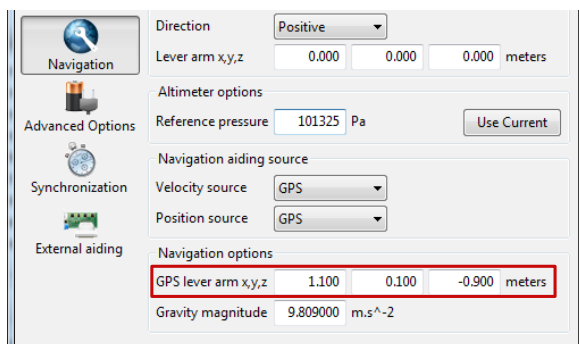 Direction Positive
Navigation
Lever arm x,y,z 0.000 0.000 0.000 meters
Altimeter options
Advanced Options
Reference pressure 101325 Pa Use Current
Navigation aiding source
Synchronization
Velocity source GPS
Position source GPS
External aiding
Navigation options
GPS lever arm x,y,z 1.100 0.100 -0.900 meters
Gravity magnitude 9.809000 m.s^-2